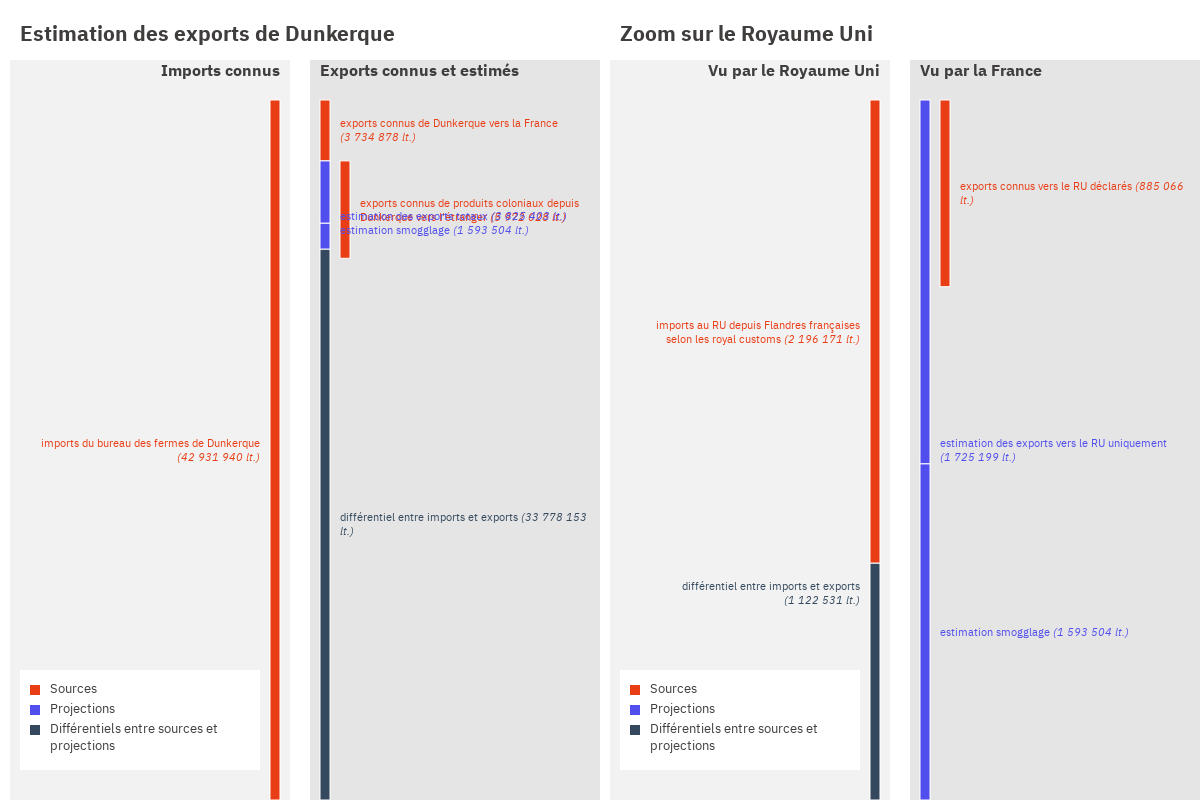 Estimation des exports de Dunkerque
Imports connus
imports du bureau des fermes de Dunkerque
(42 931 940 lt.)
Sources
Projections
Différentiels entre sources et
projections
Exports connus et estimés
exports connus de Dunkerque vers la France
(3 734 878 lt.)
exports connus de produits coloniaux depuis
Dunkerque vers l'étranger
estimation des exports totaux
estimation smogglage (1 593 504 lt.)
différentiel entre imports et exports (33 778 153
lt.)
Zoom sur le Royaume Uni
Vu par le Royaume Uni
imports au RU depuis Flandres françaises
selon les royal customs (2 196 171 lt.)
différentiel entre imports et exports
(1 122 531 lt.)
Sources
Projections
Différentiels entre sources et
projections
Vu par la France
exports connus vers le RU déclarés (885 066
lt.)
estimation des exports vers le RU uniquement
(1 725 199 lt.)
estimation smogglage (1 593 504 lt.)